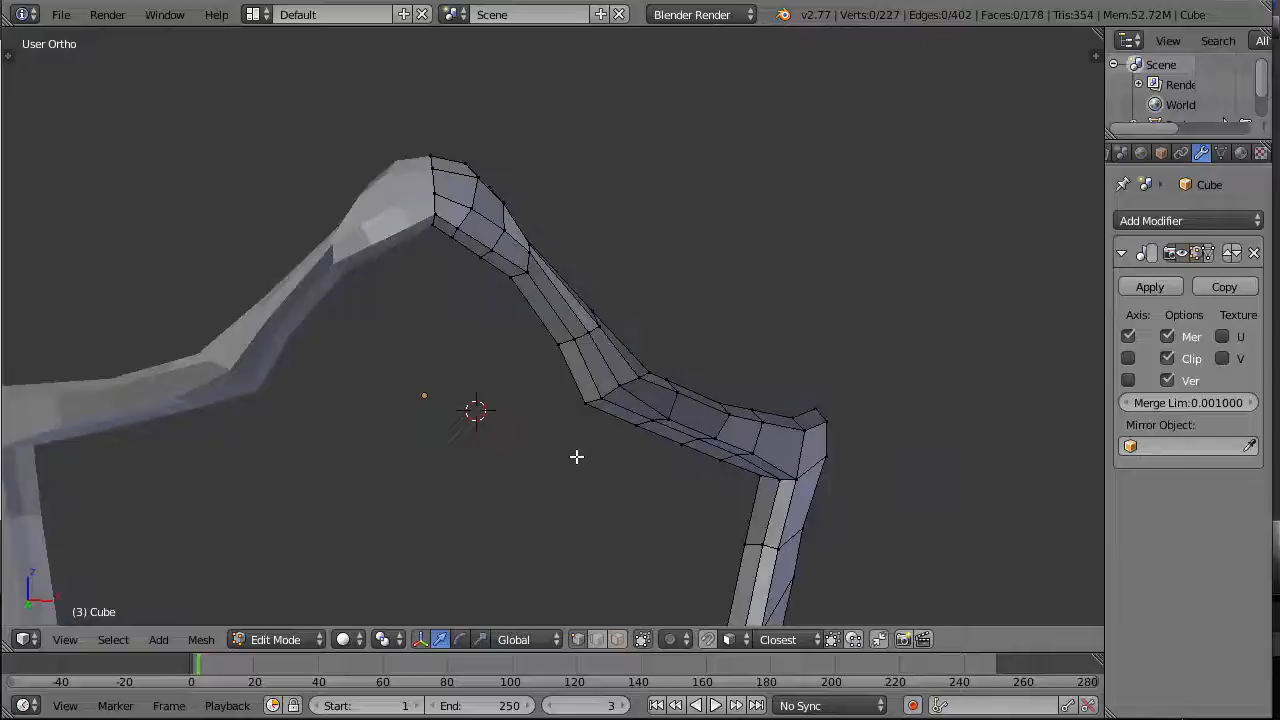 File Render Window Help Default Scene Blender Render v2.77 | Verts:0/227 | Edges:0/402 | Faces:0/178 | Tris:354 | Mem:52.72M | Cube
User Ortho
View Search All
Scene
Rende
World
Cube
Add Modifier
Apply Copy
Axis: Options Texture
Mer U
Clip V
Ver
Merge Lim:0.001000
Mirror Object:
z
x
(3) Cube
View Select Add Mesh Edit Mode Global Closest
-40 -20 0 20 40 60 80 100 120 140 160 180 200 220 240 260 280
View Marker Frame Playback Start: 1 End: 250 3 No Sync